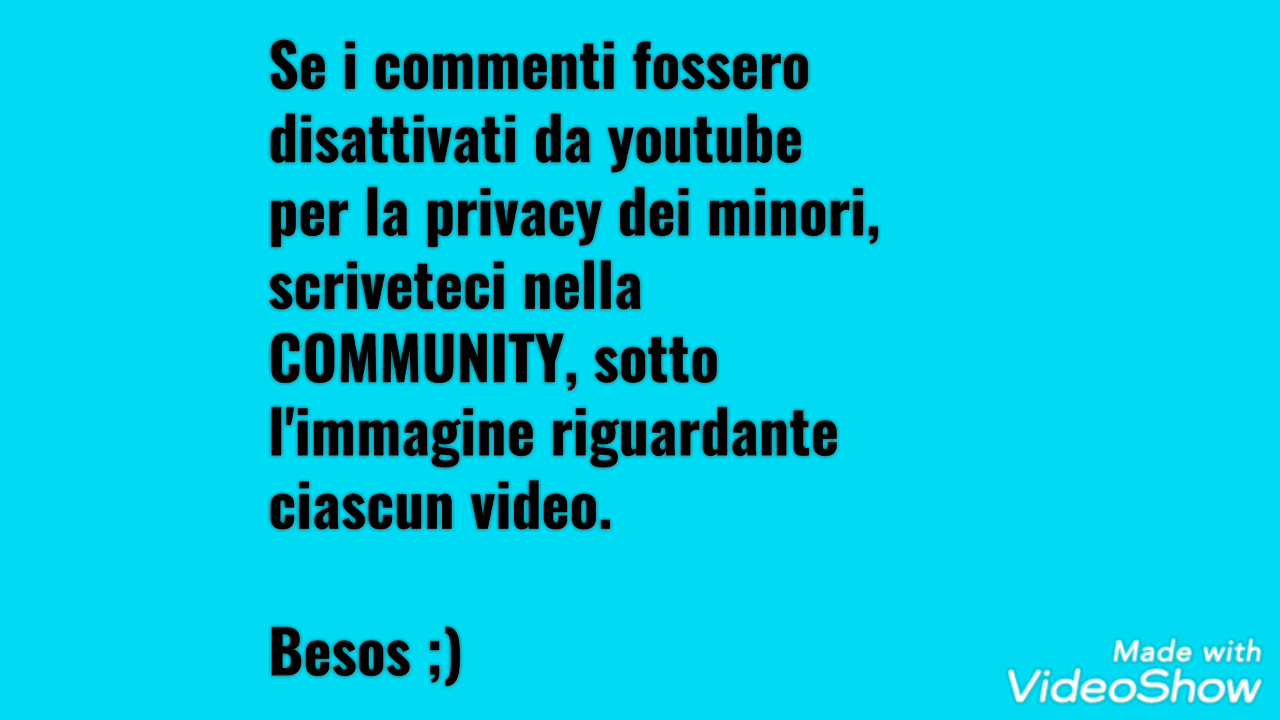 Se i commenti fossero
disattivati da youtube
per la privacy dei minori,
scriveteci nella
COMMUNITY, sotto
l'immagine riguardante
ciascun video.
Besos ;)
Made with
VideoShow